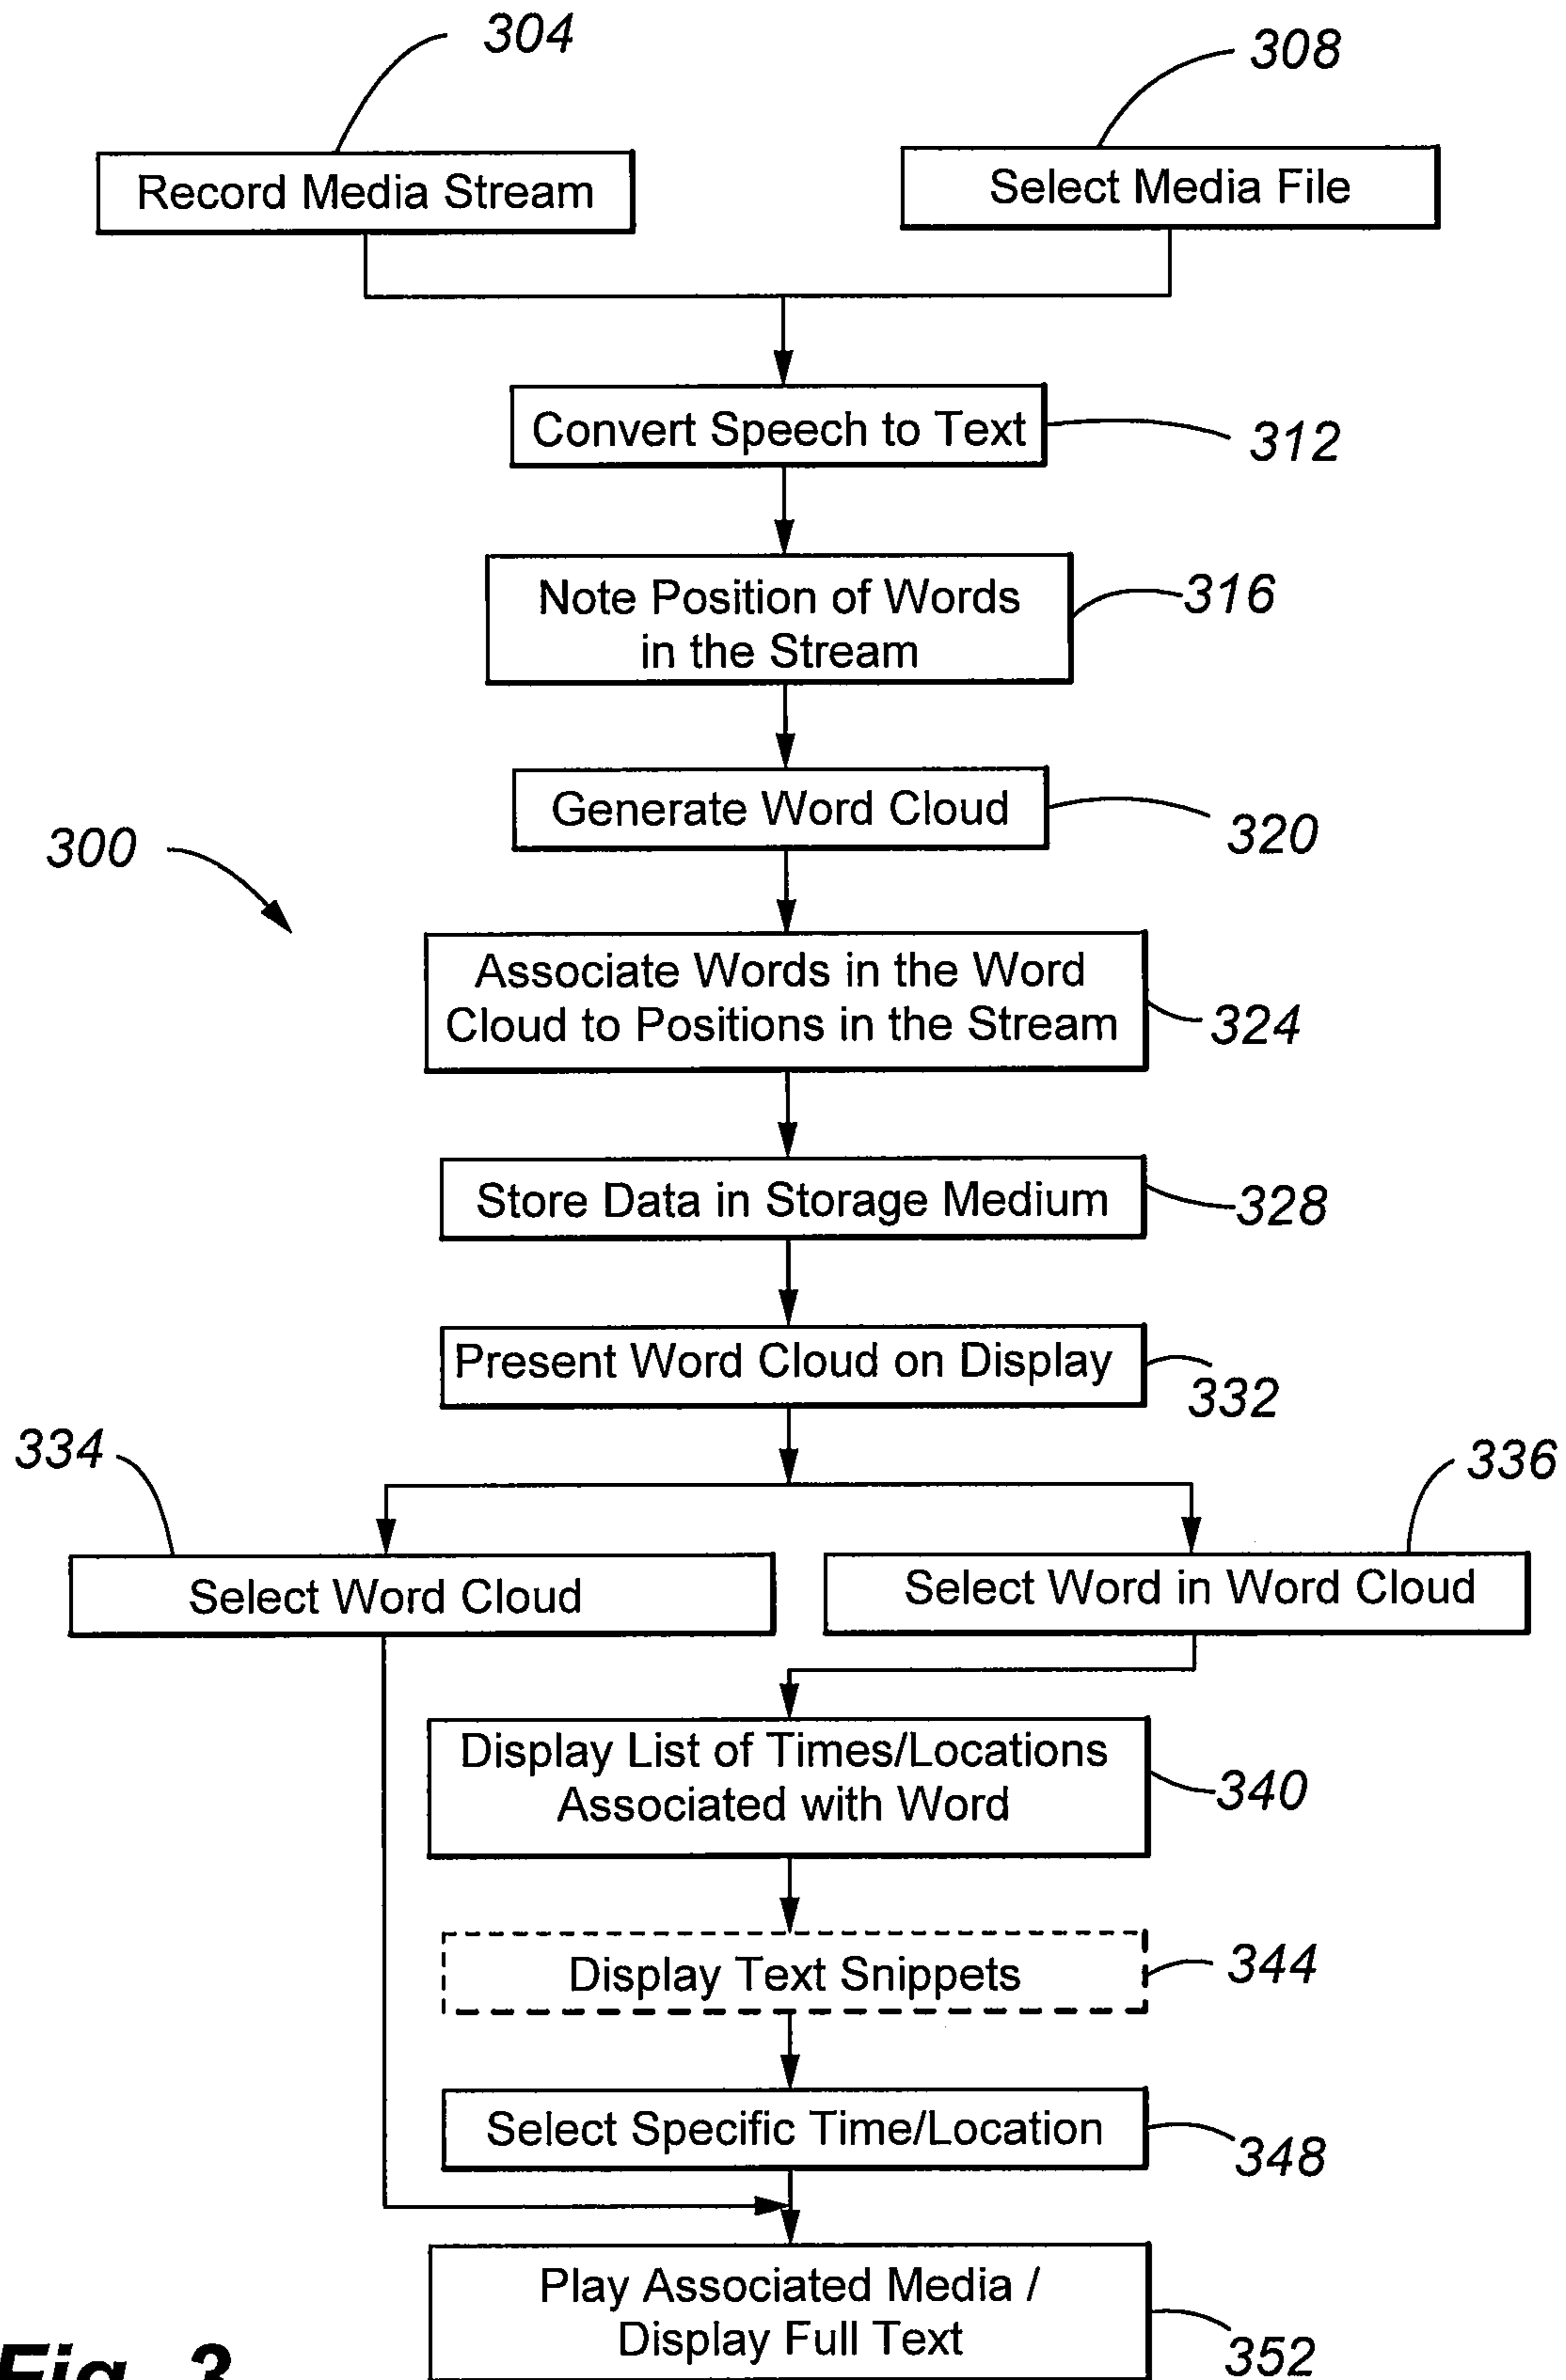 304
308
Record Media Stream
Select Media File
Convert Speech to Text
312
Note Position of Words
in the Stream
316
Generate Word Cloud
320
300
Associate Words in the Word
Cloud to Positions in the Stream
324
Store Data in Storage Medium
328
Present Word Cloud on Display
332
334
336
Select Word Cloud
Select Word in Word Cloud
Display List of Times/Locations
Associated with Word
340
Display Text Snippets
344
Select Specific Time/Location
348
Play Associated Media /
Display Full Text
352
Fig. 3